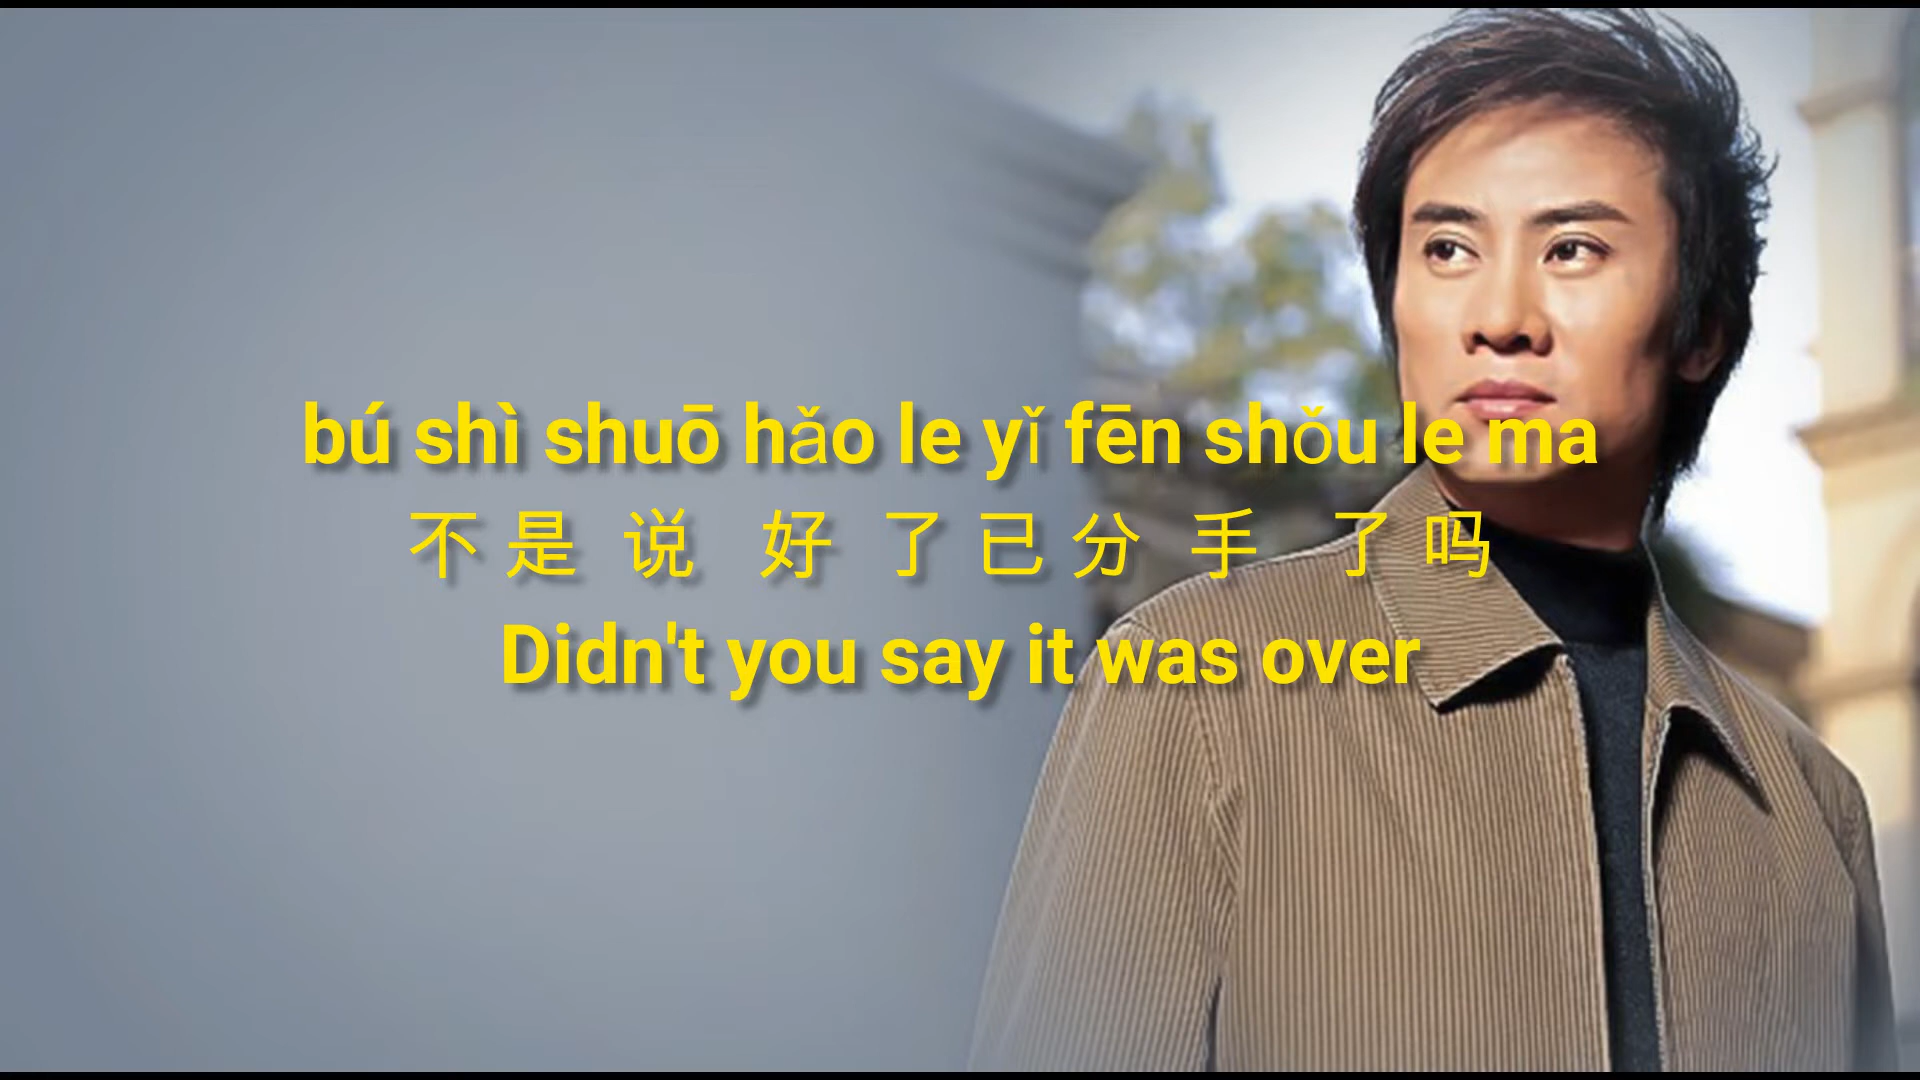 bú shì shuō hǎo le yǐ fēn shǒu le ma
不是说好了已分手了吗
Didn't you say it was over